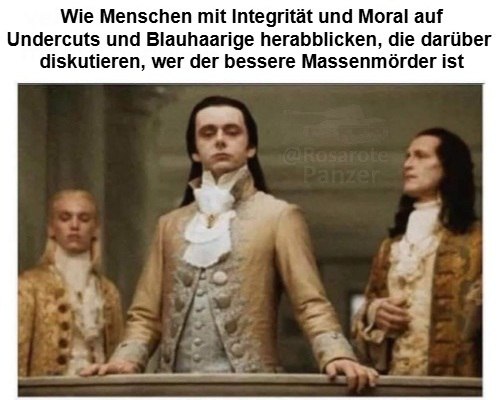 Wie Menschen mit Integrität und Moral auf
Undercuts und Blauhaarige herabblicken, die darüber
diskutieren, wer der bessere Massenmörder ist
@Rosarote
Panzer